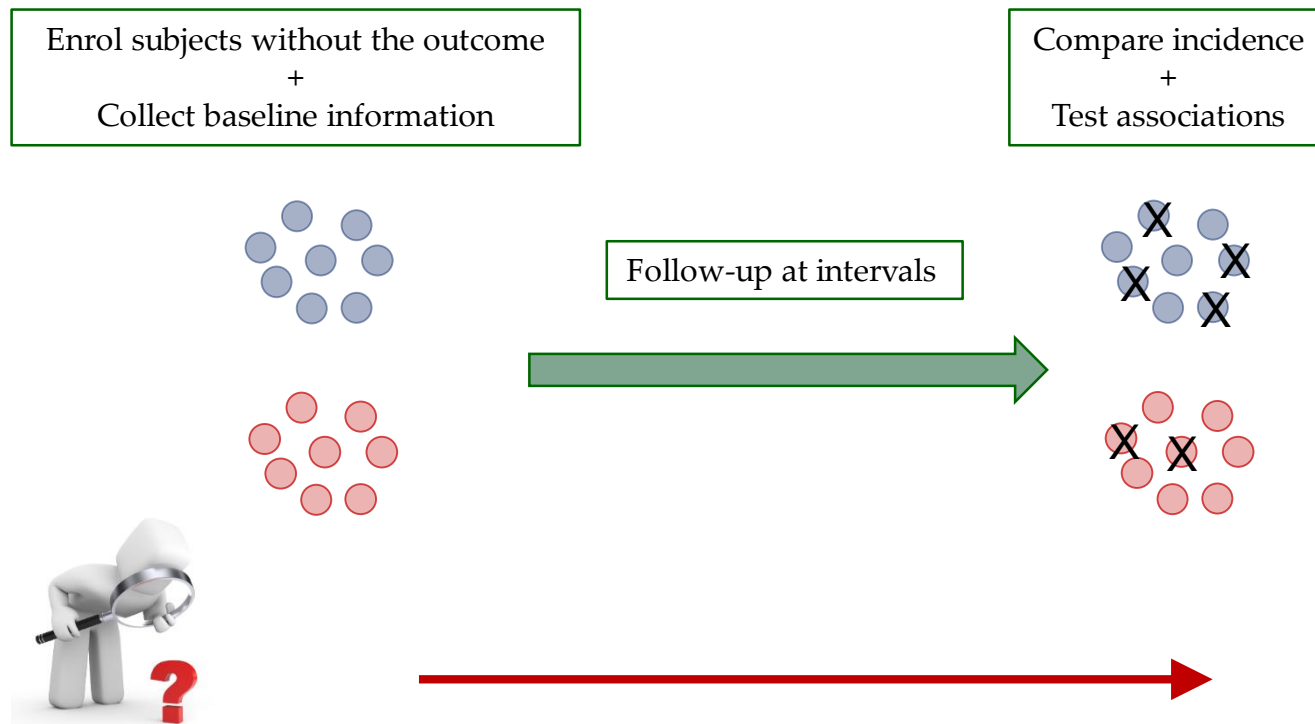 Enrol subjects without the outcome
+
Collect baseline information
Compare incidence
+
Test associations
Follow-up at intervals
X
X
X
X
X
X
?